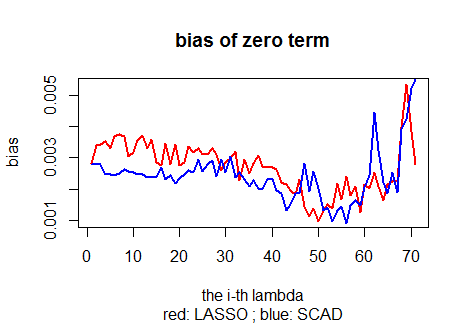 bias of zero term
0.005
0.003
0.001
bias
0 10 20 30 40 50 60 70
the i-th lambda
red: LASSO ; blue: SCAD